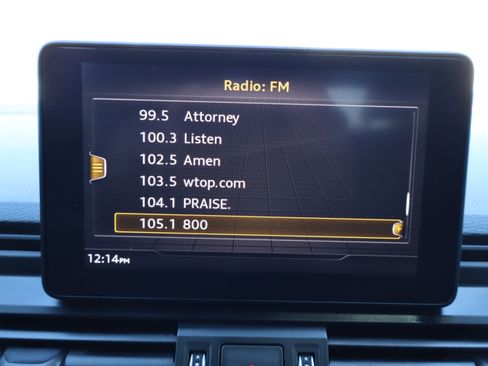 Radio: FM
99.5 Attorney
100.3 Listen
102.5 Amen
103.5 wtop.com
104.1 PRAISE.
105.1 800
12:14PM